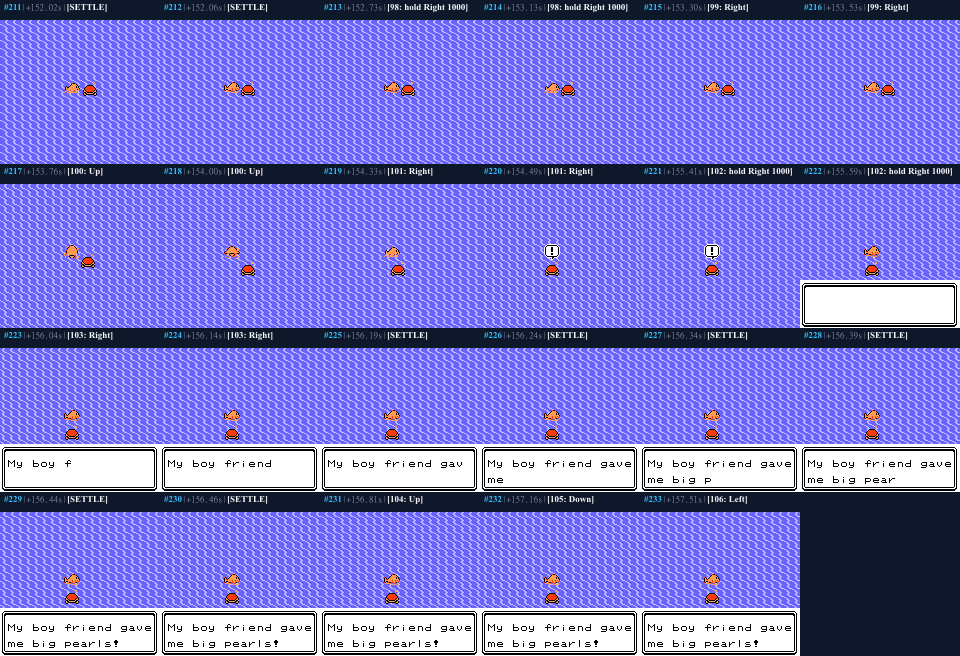 #211|+152.02s|[SETTLE] #212|+152.06s|[SETTLE] #213|+152.73s|[98: hold Right 1000] #214|+153.13s|[98: hold Right 1000] #215|+153.30s|[99: Right] #216|+153.53s|[99: Right]
#217|+153.76s|[100: Up] #218|+154.00s|[100: Up] #219|+154.33s|[101: Right] #220|+154.49s|[101: Right] #221|+155.41s|[102: hold Right 1000] #222|+155.59s|[102: hold Right 1000]
! !
#223|+156.04s|[103: Right] #224|+156.14s|[103: Right] #225|+156.19s|[SETTLE] #226|+156.24s|[SETTLE] #227|+156.34s|[SETTLE] #228|+156.39s|[SETTLE]
My boy f
My boy friend
My boy friend gav
My boy friend gave
me
My boy friend gave
me big p
My boy friend gave
me big pear
#229|+156.44s|[SETTLE] #230|+156.46s|[SETTLE] #231|+156.81s|[104: Up] #232|+157.16s|[105: Down] #233|+157.51s|[106: Left]
My boy friend gave
me big pearls!
My boy friend gave
me big pearls!
My boy friend gave
me big pearls!
My boy friend gave
me big pearls!
My boy friend gave
me big pearls!